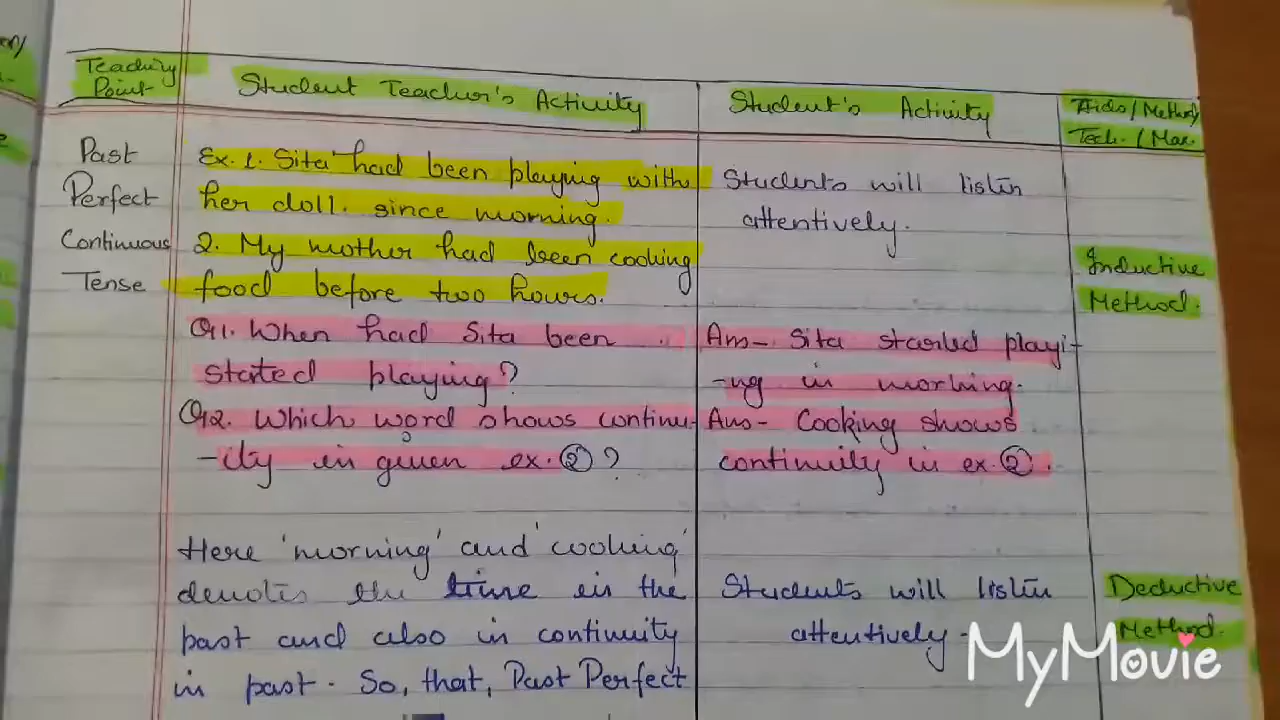 Teaching Point
Student Teacher's Activity
Student's Activity
Aids/Method/
Tech./Max
Past
Perfect
Continuous
Tense
Ex. 1. Sita had been playing with
her doll. since morning.
2. My mother had been cooking
food before two hours.
Q1. When had Sita been
started playing?
Q2. Which word shows continu-
-ity in given ex. ②?
Students will listen
attentively.
Ans- Sita started playi-
-ng in morning.
Ans- Cooking shows
continuity in ex. ②.
Inductive
Method.
Here 'morning' and 'cooking'
denotes the time in the
past and also in continuity
in past. So, that, Past Perfect
Students will listen
attentively-
Deductive
Method.
MyMovie